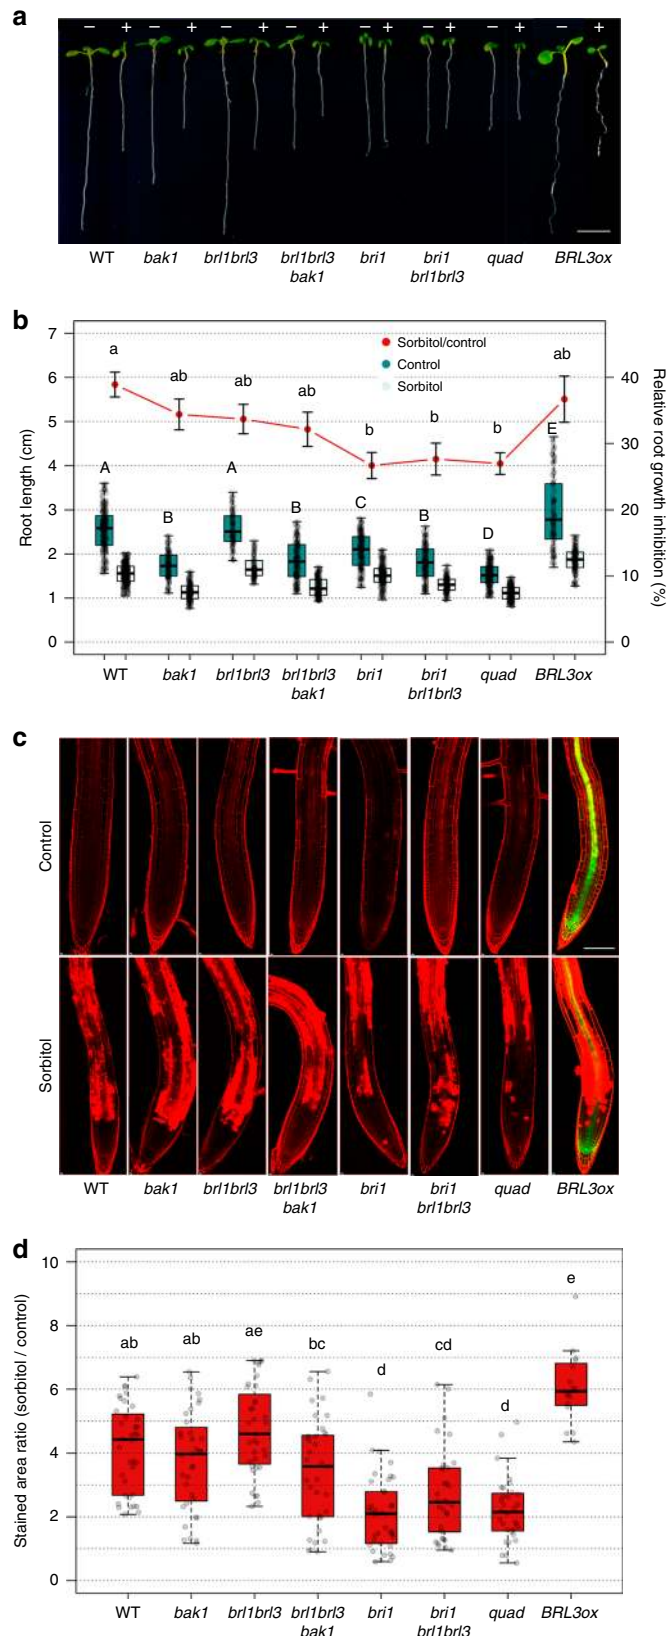 a
− + − + − + − + − + − + − + − +
WT bak1 brl1brl3 brl1brl3 bri1 bri1 quad BRL3ox
bak1 brl1brl3
b
7
6
5
4
3
2
1
0
Root length (cm)
40
30
20
10
0
Relative root growth inhibition (%)
Sorbitol/control
Control
Sorbitol
a ab ab ab b b b ab
A B A B C B D E
WT bak1 brl1brl3 brl1brl3 bri1 bri1 quad BRL3ox
bak1 brl1brl3
c
Control
Sorbitol
WT bak1 brl1brl3 brl1brl3 bri1 bri1 quad BRL3ox
bak1 brl1brl3
d
10
8
6
4
2
0
Stained area ratio (sorbitol / control)
ab ab ae bc d cd d e
WT bak1 brl1brl3 brl1brl3 bri1 bri1 quad BRL3ox
bak1 brl1brl3